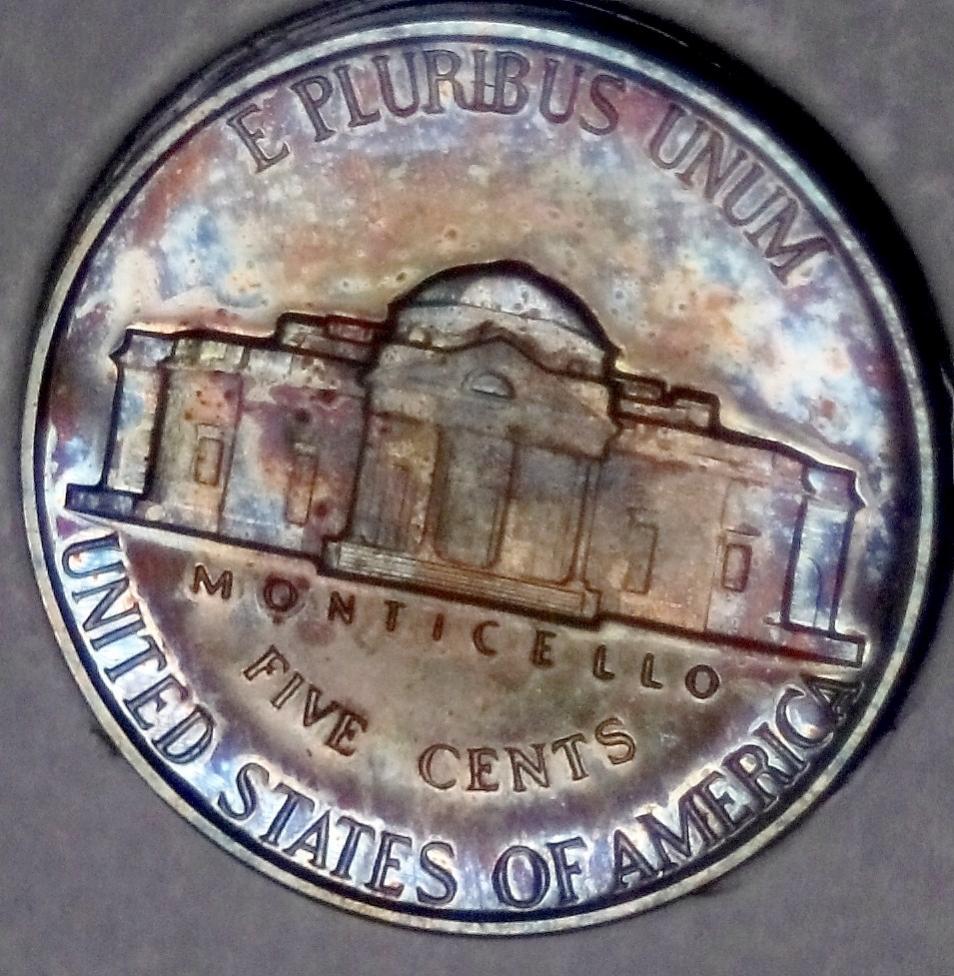 E PLURIBUS UNUM
MONTICELLO
FIVE CENTS
UNITED STATES OF AMERICA